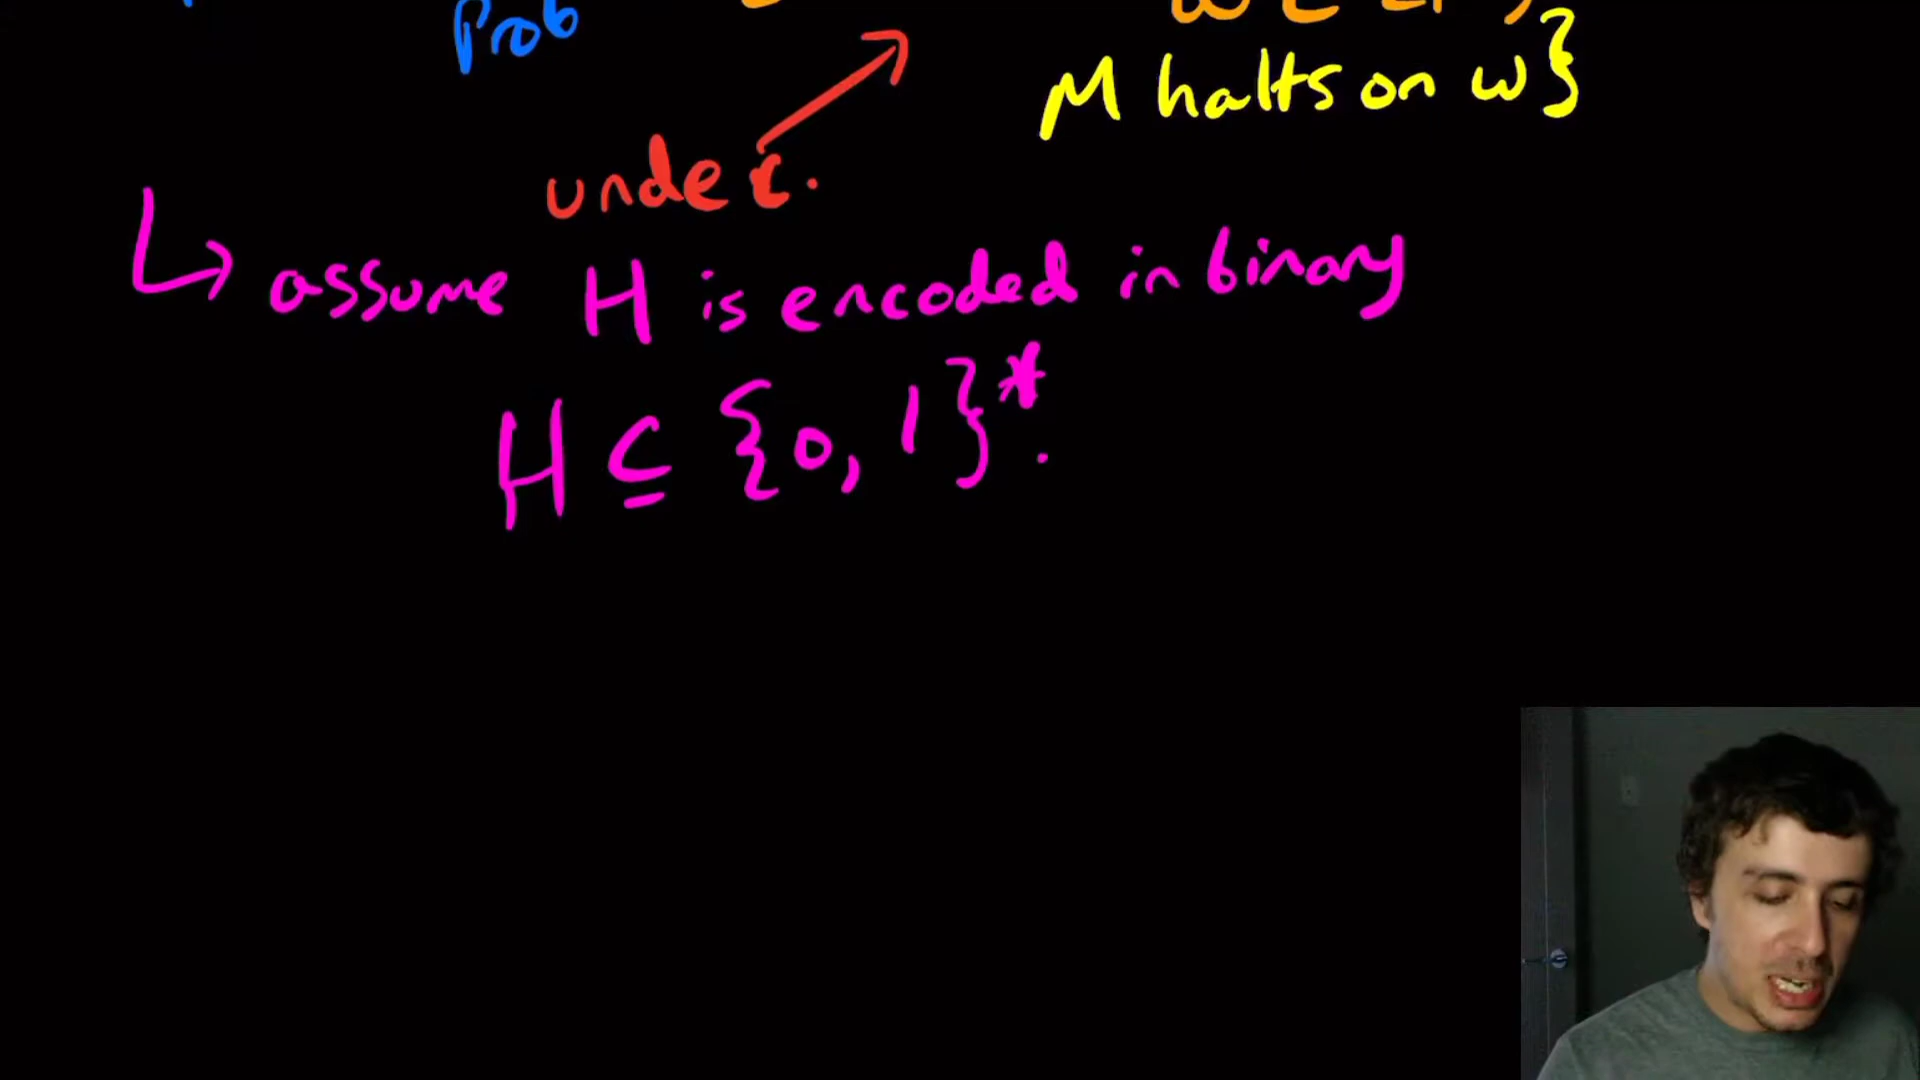 Prob
M halts on w}
undec.
↳ assume H is encoded in binary
H ⊆ {0, 1}*.